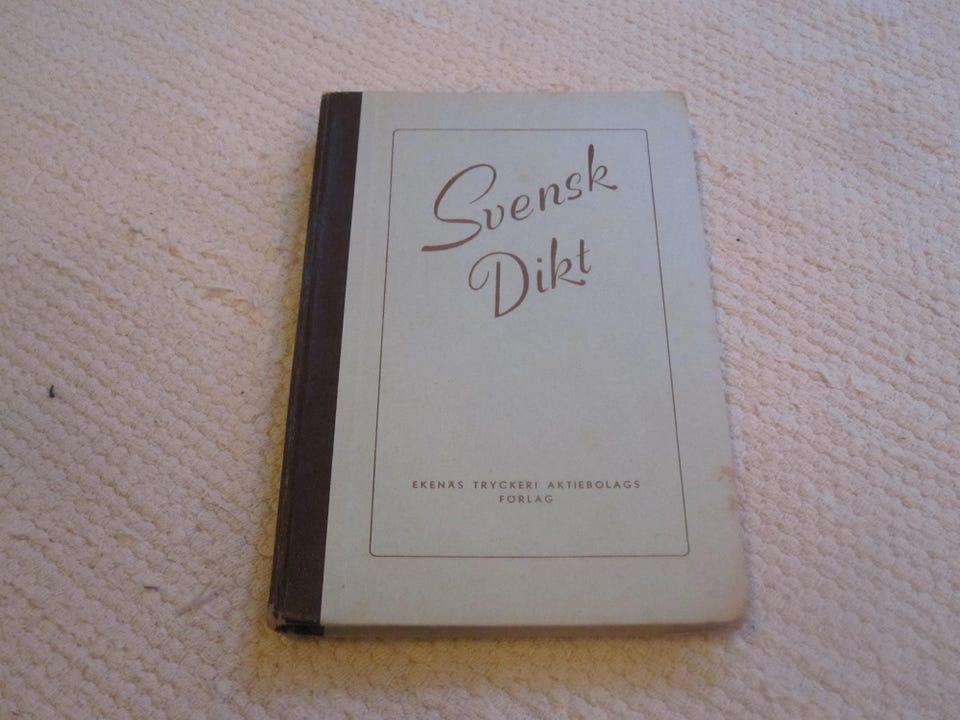 Svensk
Dikt
EKENÄS TRYCKERI AKTIEBOLAGS
FÖRLAG